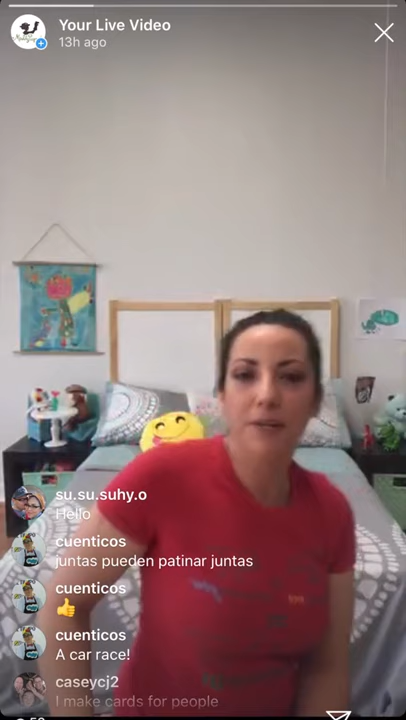 Your Live Video
13h ago
su.su.suhy.o
Hello
cuenticos
juntas pueden patinar juntas
cuenticos
👍
cuenticos
A car race!
caseycj2
I make cards for people